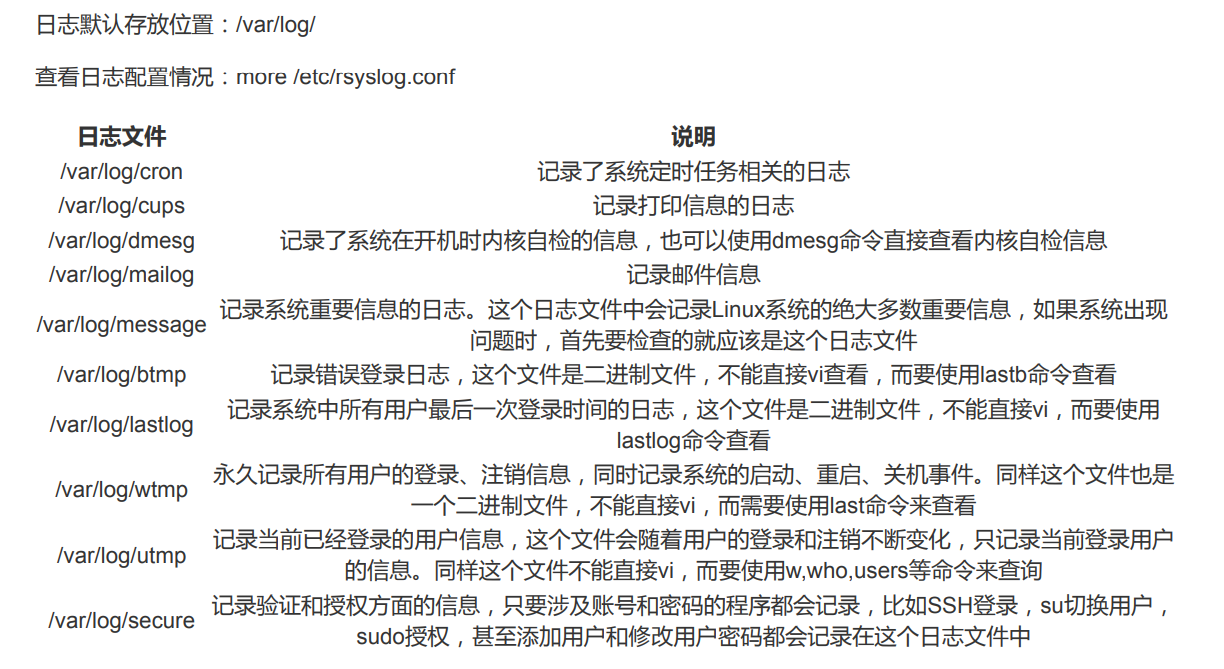 日志默认存放位置：/var/log/
查看日志配置情况：more /etc/rsyslog.conf
日志文件 说明
/var/log/cron 记录了系统定时任务相关的日志
/var/log/cups 记录打印信息的日志
/var/log/dmesg 记录了系统在开机时内核自检的信息，也可以使用dmesg命令直接查看内核自检信息
/var/log/mailog 记录邮件信息
/var/log/message 记录系统重要信息的日志。这个日志文件中会记录Linux系统的绝大多数重要信息，如果系统出现
问题时，首先要检查的就应该是这个日志文件
/var/log/btmp 记录错误登录日志，这个文件是二进制文件，不能直接vi查看，而要使用lastb命令查看
/var/log/lastlog 记录系统中所有用户最后一次登录时间的日志，这个文件是二进制文件，不能直接vi，而要使用
lastlog命令查看
/var/log/wtmp 永久记录所有用户的登录、注销信息，同时记录系统的启动、重启、关机事件。同样这个文件也是
一个二进制文件，不能直接vi，而需要使用last命令来查看
/var/log/utmp 记录当前已经登录的用户信息，这个文件会随着用户的登录和注销不断变化，只记录当前登录用户
的信息。同样这个文件不能直接vi，而要使用w,who,users等命令来查询
/var/log/secure 记录验证和授权方面的信息，只要涉及账号和密码的程序都会记录，比如SSH登录，su切换用户，
sudo授权，甚至添加用户和修改用户密码都会记录在这个日志文件中